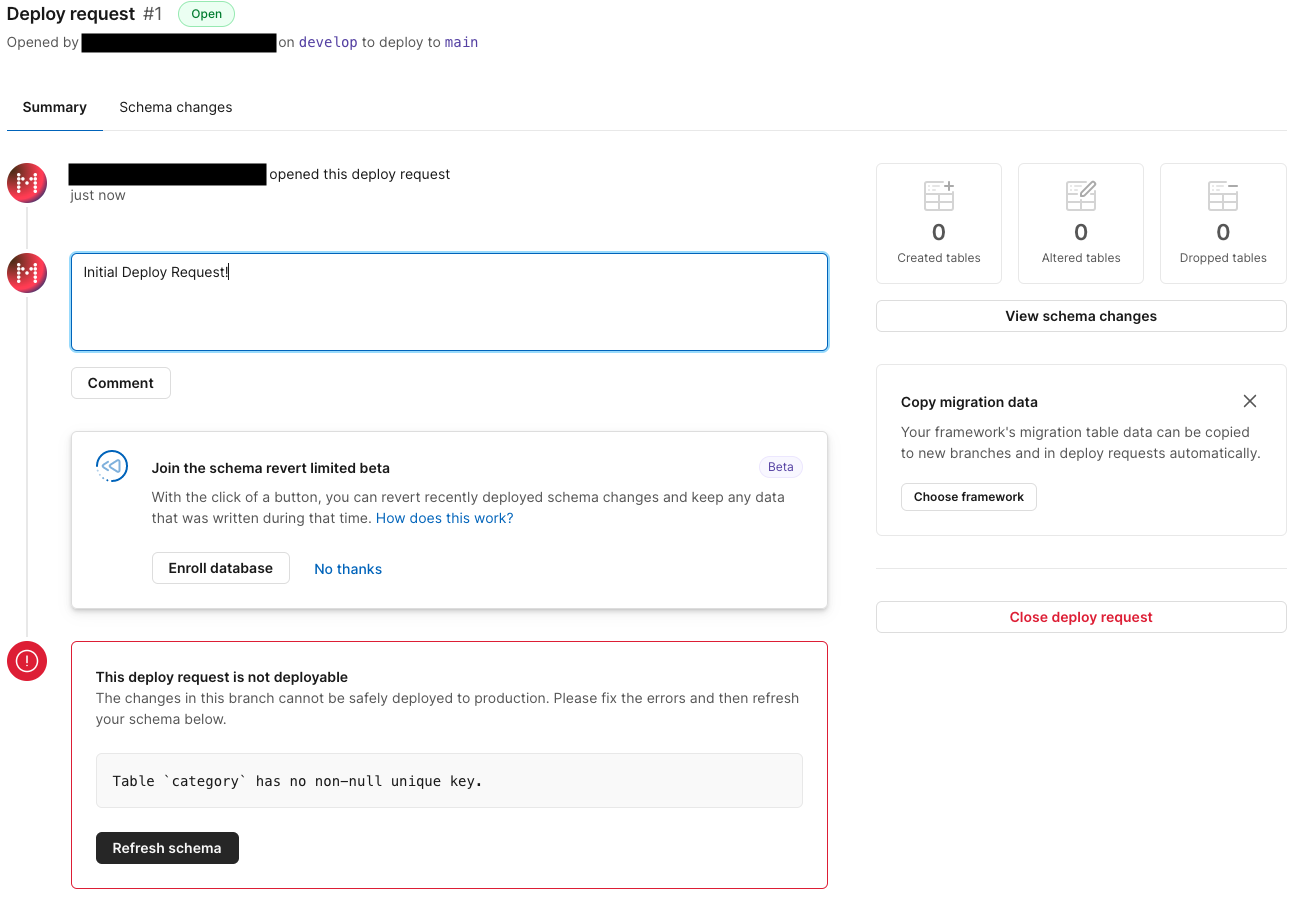 Deploy request #1 Open
Opened by on develop to deploy to main
Summary Schema changes
opened this deploy request
just now
Initial Deploy Request!
Comment
Join the schema revert limited beta Beta
With the click of a button, you can revert recently deployed schema changes and keep any data
that was written during that time. How does this work?
Enroll database No thanks
This deploy request is not deployable
The changes in this branch cannot be safely deployed to production. Please fix the errors and then refresh
your schema below.
Table `category` has no non-null unique key.
Refresh schema
0 0 0
Created tables Altered tables Dropped tables
View schema changes
Copy migration data
Your framework's migration table data can be copied
to new branches and in deploy requests automatically.
Choose framework
Close deploy request